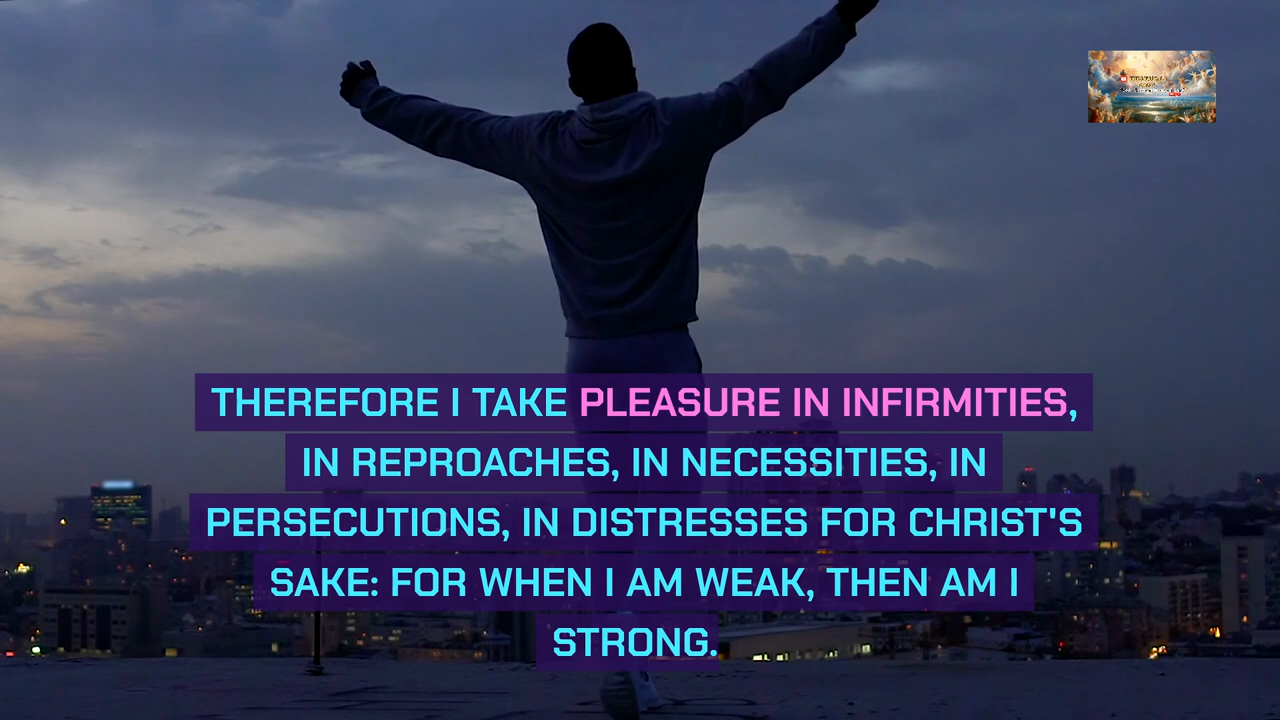 THEREFORE I TAKE PLEASURE IN INFIRMITIES,
IN REPROACHES, IN NECESSITIES, IN
PERSECUTIONS, IN DISTRESSES FOR CHRIST'S
SAKE: FOR WHEN I AM WEAK, THEN AM I
STRONG.